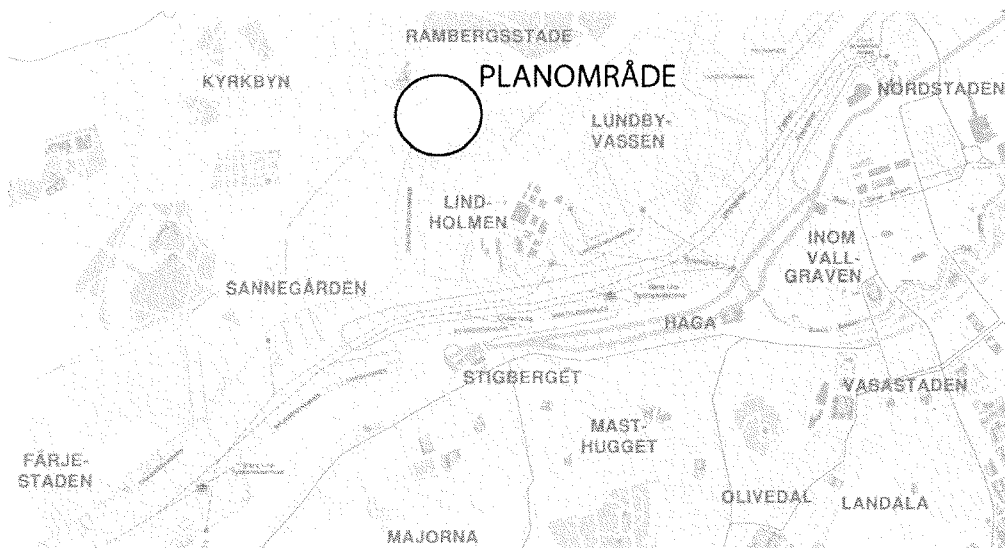 RAMBERGSSTADE
KYRKBYN
PLANOMRÅDE
NORDSTADEN
LUNDBY-
VASSEN
LIND-
HOLMEN
INOM
VALL-
GRAVEN
SANNEGÅRDEN
HAGA
STIGBERGET
VASASTADEN
MAST-
HUGGET
FÄRJE-
STADEN
OLIVEDAL
LANDALA
MAJORNA